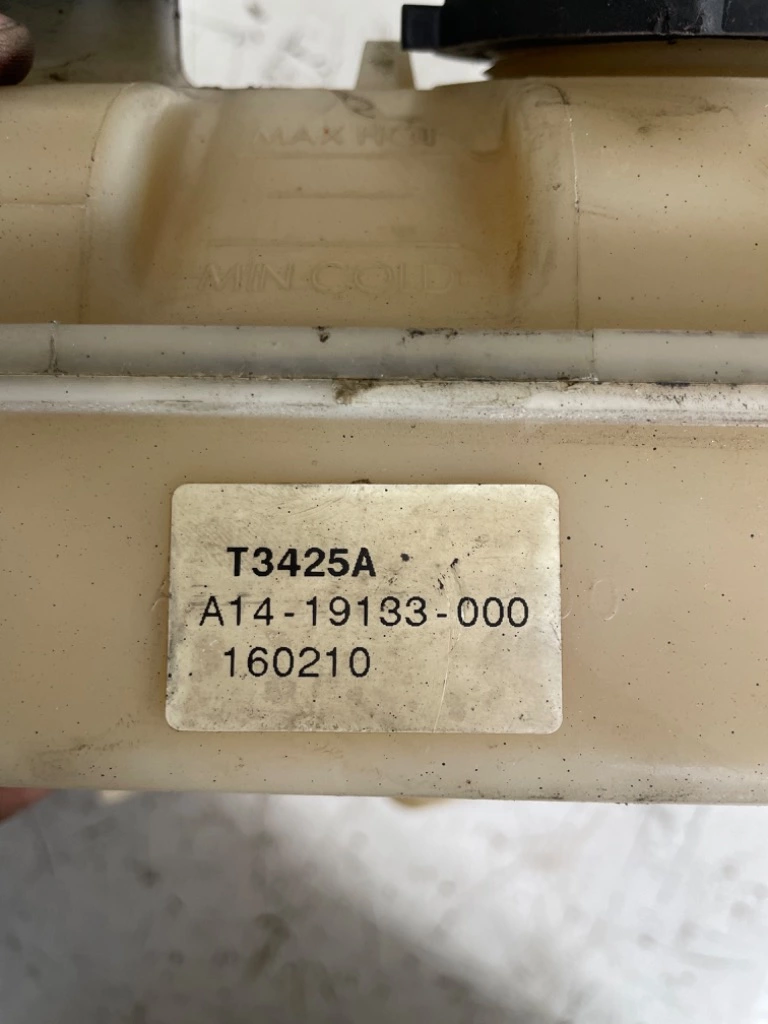 MAX HOT
MIN COLD
T3425A
A14-19133-000
160210